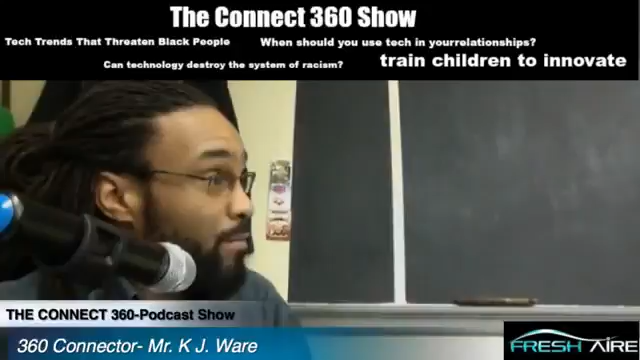 The Connect 360 Show
Tech Trends That Threaten Black People
When should you use tech in yourrelationships?
Can technology destroy the system of racism?
train children to innovate
THE CONNECT 360-Podcast Show
360 Connector- Mr. K J. Ware
FRESH AIRE